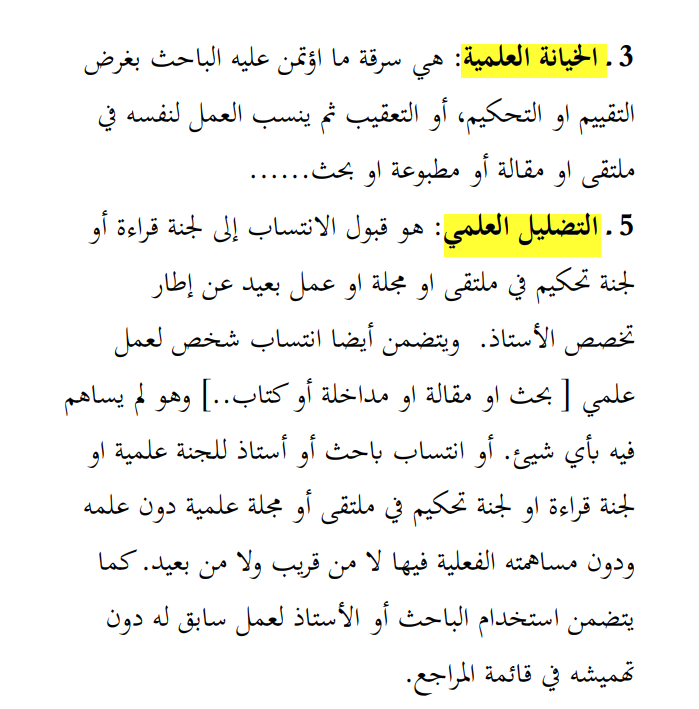 3 . الخيانة العلمية: هي سرقة ما اؤتمن عليه الباحث بغرض
التقييم او التحكيم، أو التعقيب ثم ينسب العمل لنفسه في
ملتقى او مقالة أو مطبوعة او بحث......
5 . التضليل العلمي: هو قبول الانتساب إلى لجنة قراءة أو
لجنة تحكيم في ملتقى او مجلة او عمل بعيد عن إطار
تخصص الأستاذ. ويتضمن أيضا انتساب شخص لعمل
علمي [ بحث او مقالة او مداخلة أو كتاب..] وهو لم يساهم
فيه بأي شيئ. أو انتساب باحث أو أستاذ للجنة علمية او
لجنة قراءة او لجنة تحكيم في ملتقى أو مجلة علمية دون علمه
ودون مساهمته الفعلية فيها لا من قريب ولا من بعيد. كما
يتضمن استخدام الباحث أو الأستاذ لعمل سابق له دون
تهميشه في قائمة المراجع.